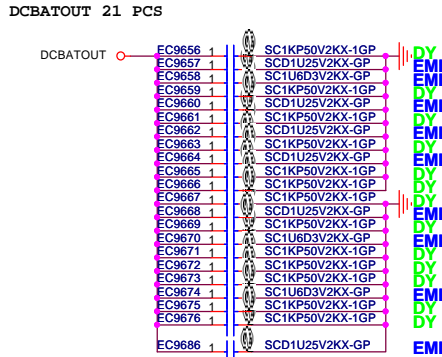 DCBATOUT 21 PCS
DCBATOUT
EC9656 1 SC1KP50V2KX-1GP DY
EC9657 1 SCD1U25V2KX-GP EMI
EC9658 1 SC1U6D3V2KX-GP EMI
EC9659 1 SC1KP50V2KX-1GP DY
EC9660 1 SCD1U25V2KX-GP EMI
EC9661 1 SC1KP50V2KX-1GP DY
EC9662 1 SCD1U25V2KX-GP EMI
EC9663 1 SC1KP50V2KX-1GP DY
EC9664 1 SCD1U25V2KX-GP EMI
EC9665 1 SC1KP50V2KX-1GP DY
EC9666 1 SC1KP50V2KX-1GP DY
EC9667 1 SC1KP50V2KX-1GP DY
EC9668 1 SCD1U25V2KX-GP EMI
EC9669 1 SC1KP50V2KX-1GP DY
EC9670 1 SC1U6D3V2KX-GP EMI
EC9671 1 SC1KP50V2KX-1GP DY
EC9672 1 SC1KP50V2KX-1GP DY
EC9673 1 SC1KP50V2KX-1GP DY
EC9674 1 SC1U6D3V2KX-GP EMI
EC9675 1 SC1KP50V2KX-1GP DY
EC9676 1 SC1KP50V2KX-1GP DY
EC9686 1 SCD1U25V2KX-GP EMI